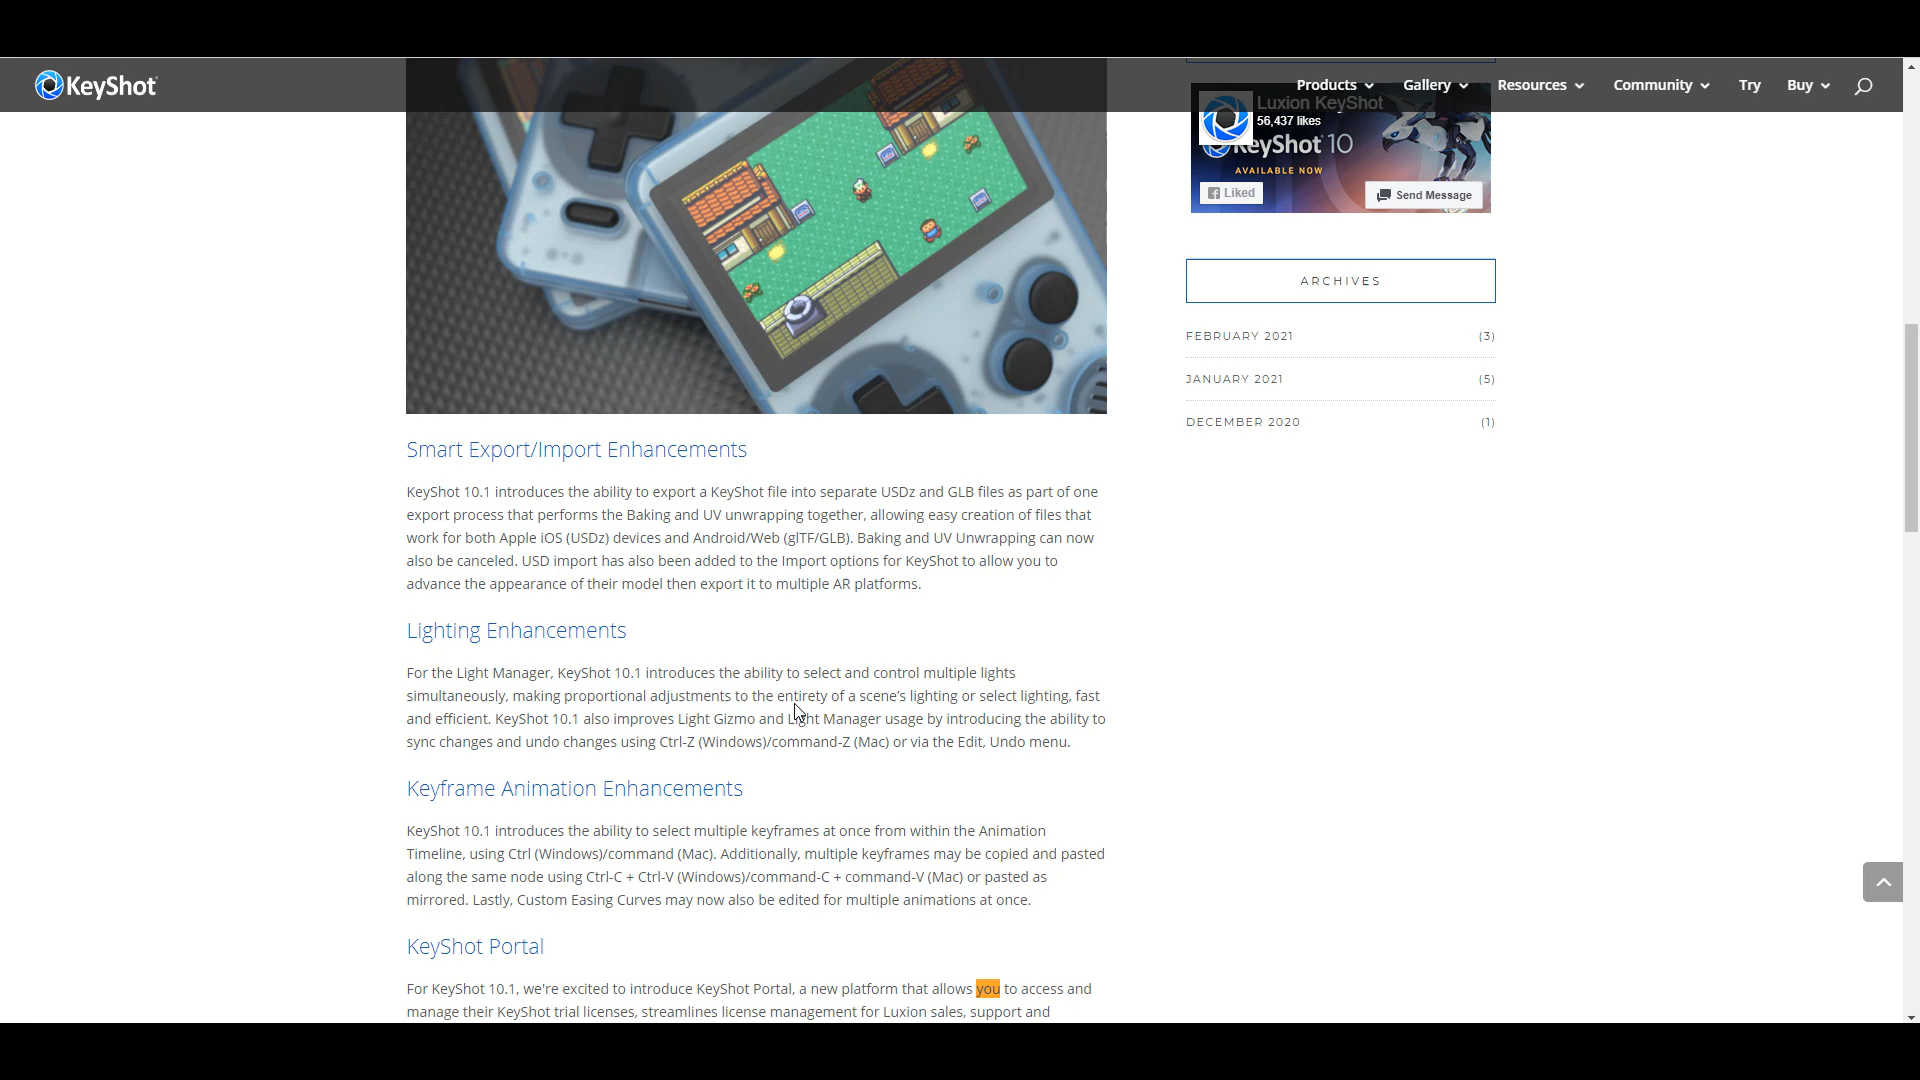 KeyShot
Products
Gallery
Resources
Community
Try
Buy
Luxion KeyShot
56,437 likes
KeyShot 10
AVAILABLE NOW
Liked
Send Message
ARCHIVES
FEBRUARY 2021 (3)
JANUARY 2021 (5)
DECEMBER 2020 (1)
Smart Export/Import Enhancements
KeyShot 10.1 introduces the ability to export a KeyShot file into separate USDz and GLB files as part of one
export process that performs the Baking and UV unwrapping together, allowing easy creation of files that
work for both Apple iOS (USDz) devices and Android/Web (glTF/GLB). Baking and UV Unwrapping can now
also be canceled. USD import has also been added to the Import options for KeyShot to allow you to
advance the appearance of their model then export it to multiple AR platforms.
Lighting Enhancements
For the Light Manager, KeyShot 10.1 introduces the ability to select and control multiple lights
simultaneously, making proportional adjustments to the entirety of a scene’s lighting or select lighting, fast
and efficient. KeyShot 10.1 also improves Light Gizmo and Light Manager usage by introducing the ability to
sync changes and undo changes using Ctrl-Z (Windows)/command-Z (Mac) or via the Edit, Undo menu.
Keyframe Animation Enhancements
KeyShot 10.1 introduces the ability to select multiple keyframes at once from within the Animation
Timeline, using Ctrl (Windows)/command (Mac). Additionally, multiple keyframes may be copied and pasted
along the same node using Ctrl-C + Ctrl-V (Windows)/command-C + command-V (Mac) or pasted as
mirrored. Lastly, Custom Easing Curves may now also be edited for multiple animations at once.
KeyShot Portal
For KeyShot 10.1, we're excited to introduce KeyShot Portal, a new platform that allows you to access and
manage their KeyShot trial licenses, streamlines license management for Luxion sales, support and